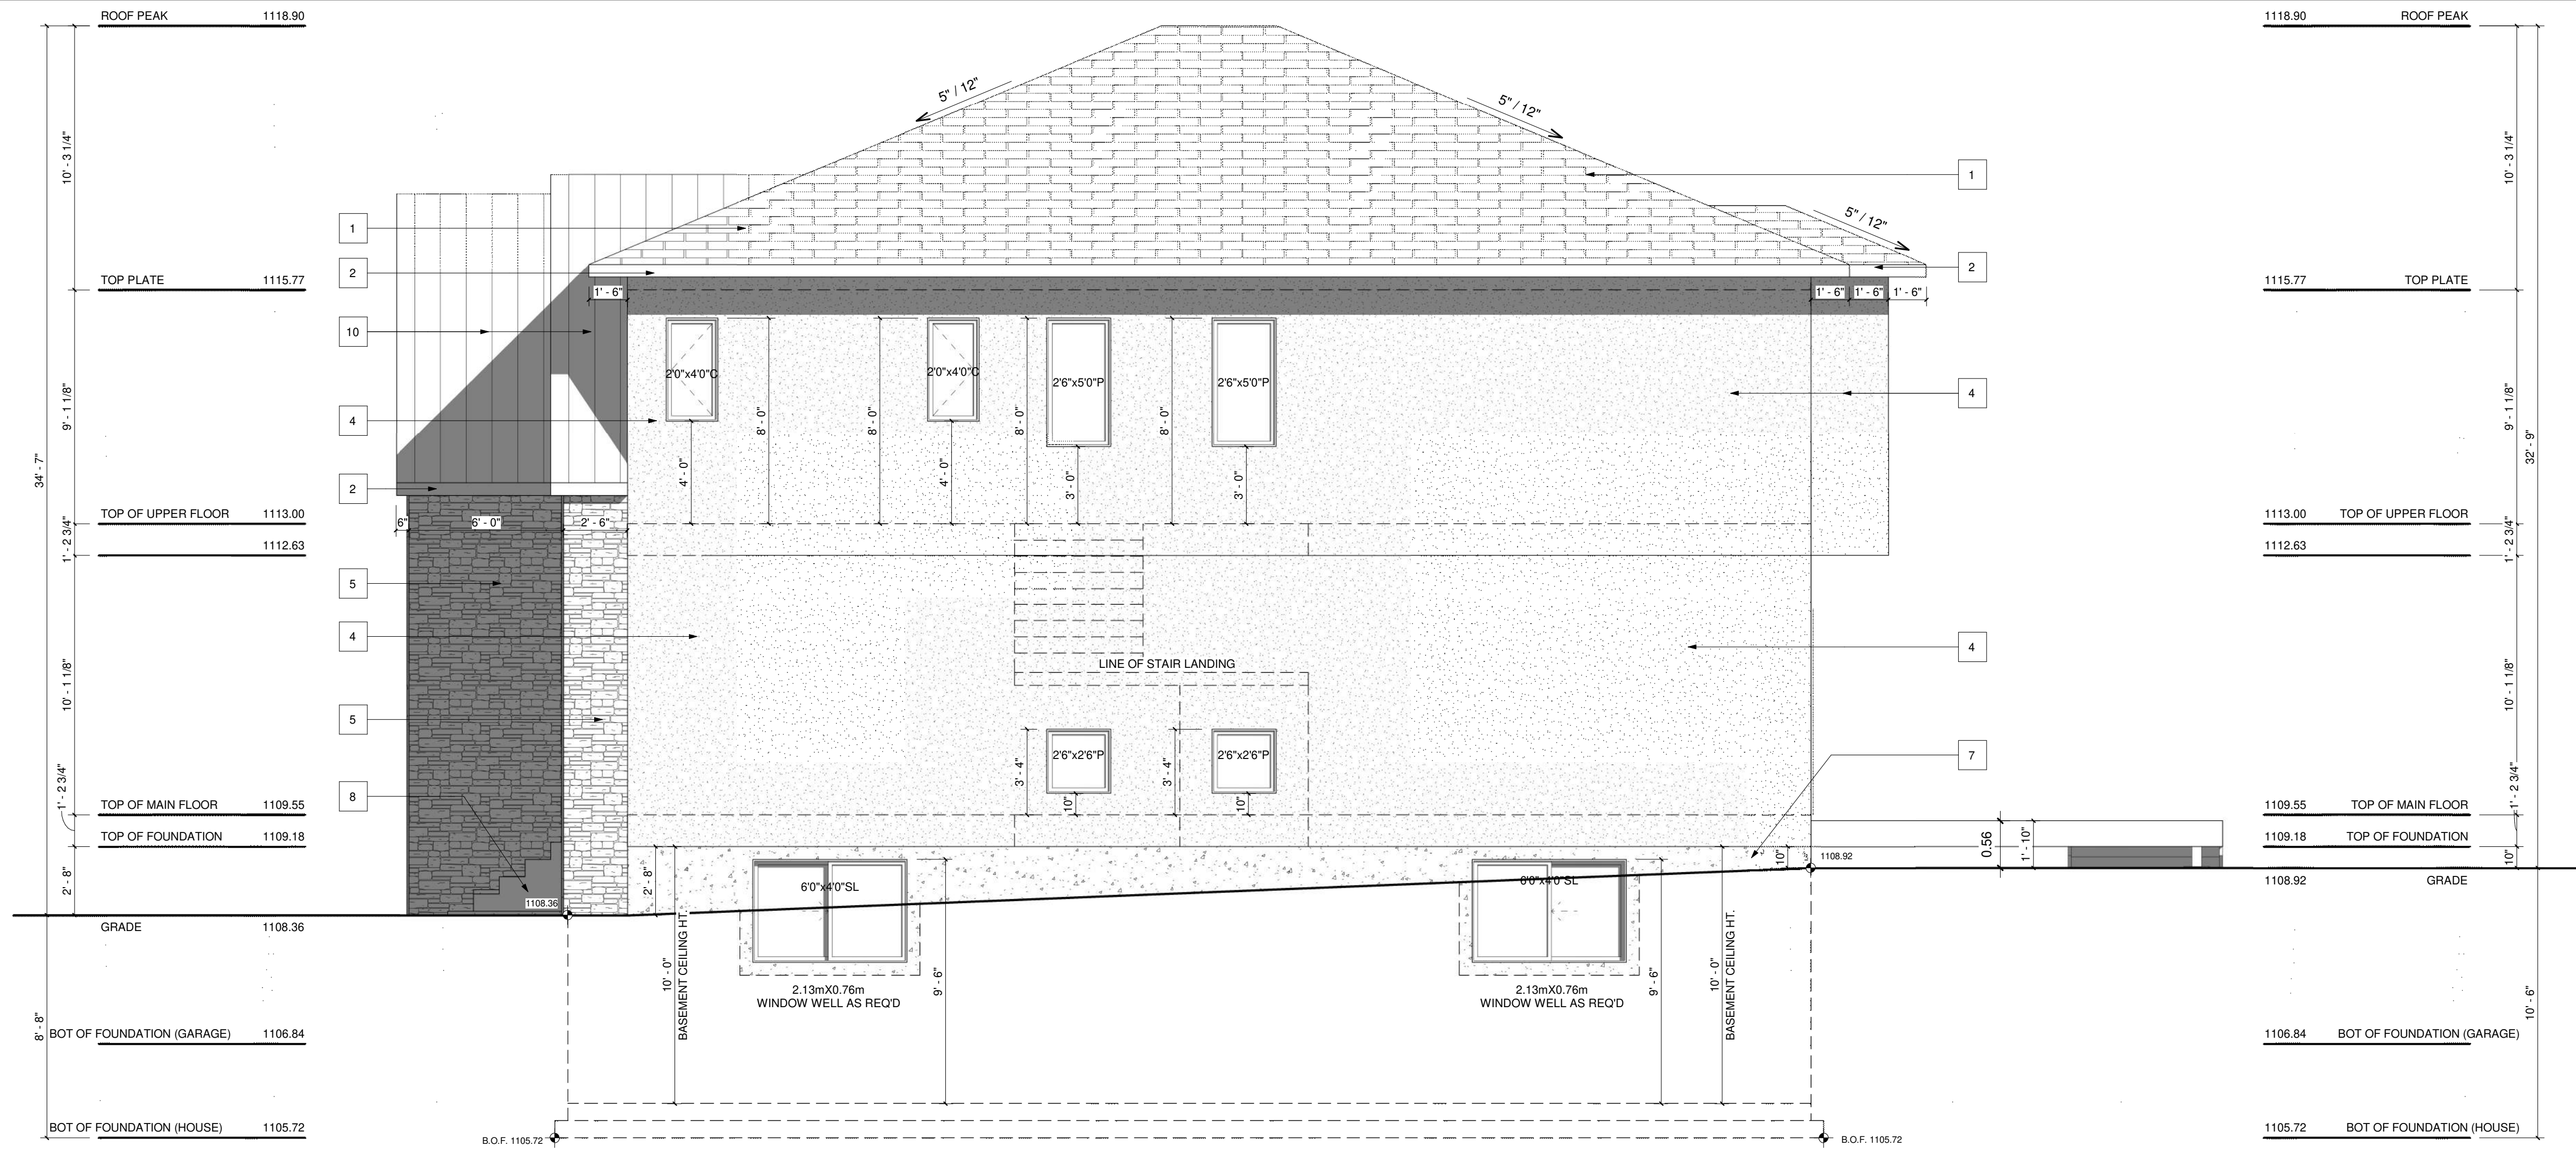 ROOF PEAK 1118.90
1118.90 ROOF PEAK
5" / 12"
5" / 12"
10' - 3 1/4"
10' - 3 1/4"
1
1
5" / 12"
2
2
TOP PLATE 1115.77
1' - 6"
1' - 6"
1' - 6"
1' - 6"
1115.77 TOP PLATE
10
2'0"x4'0"C
2'0"x4'0"C
2'6"x5'0"P
2'6"x5'0"P
4
4
9' - 1 1/8"
8' - 0"
8' - 0"
8' - 0"
8' - 0"
9' - 1 1/8"
34' - 7"
32' - 9"
4' - 0"
4' - 0"
3' - 0"
3' - 0"
2
TOP OF UPPER FLOOR 1113.00
6"
6' - 0"
2' - 6"
1113.00 TOP OF UPPER FLOOR
1' - 2 3/4"
1112.63
1112.63
1' - 2 3/4"
5
4
4
LINE OF STAIR LANDING
10' - 1 1/8"
10' - 1 1/8"
5
2'6"x2'6"P
2'6"x2'6"P
7
3' - 4"
3' - 4"
1' - 2 3/4"
1' - 2 3/4"
8
10"
10"
TOP OF MAIN FLOOR 1109.55
1109.55 TOP OF MAIN FLOOR
TOP OF FOUNDATION 1109.18
1109.18 TOP OF FOUNDATION
0.56
1' - 10"
10"
1108.92
10"
2' - 8"
2' - 8"
6'0"x4'0"SL
6'0"x4'0"SL
1108.92 GRADE
1108.36
GRADE 1108.36
10' - 0"
BASEMENT CEILING HT.
9' - 6"
9' - 6"
10' - 0"
BASEMENT CEILING HT.
2.13mX0.76m
WINDOW WELL AS REQ'D
2.13mX0.76m
WINDOW WELL AS REQ'D
8' - 8"
10' - 6"
BOT OF FOUNDATION (GARAGE) 1106.84
1106.84 BOT OF FOUNDATION (GARAGE)
BOT OF FOUNDATION (HOUSE) 1105.72
1105.72 BOT OF FOUNDATION (HOUSE)
B.O.F. 1105.72
B.O.F. 1105.72